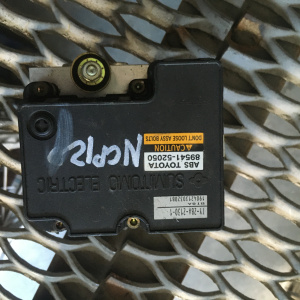 ABS TOYOTA
89541-52050
CAUTION
DON'T LOOSE ASSY BOLTS
SUMITOMO ELECTRIC
NCP12